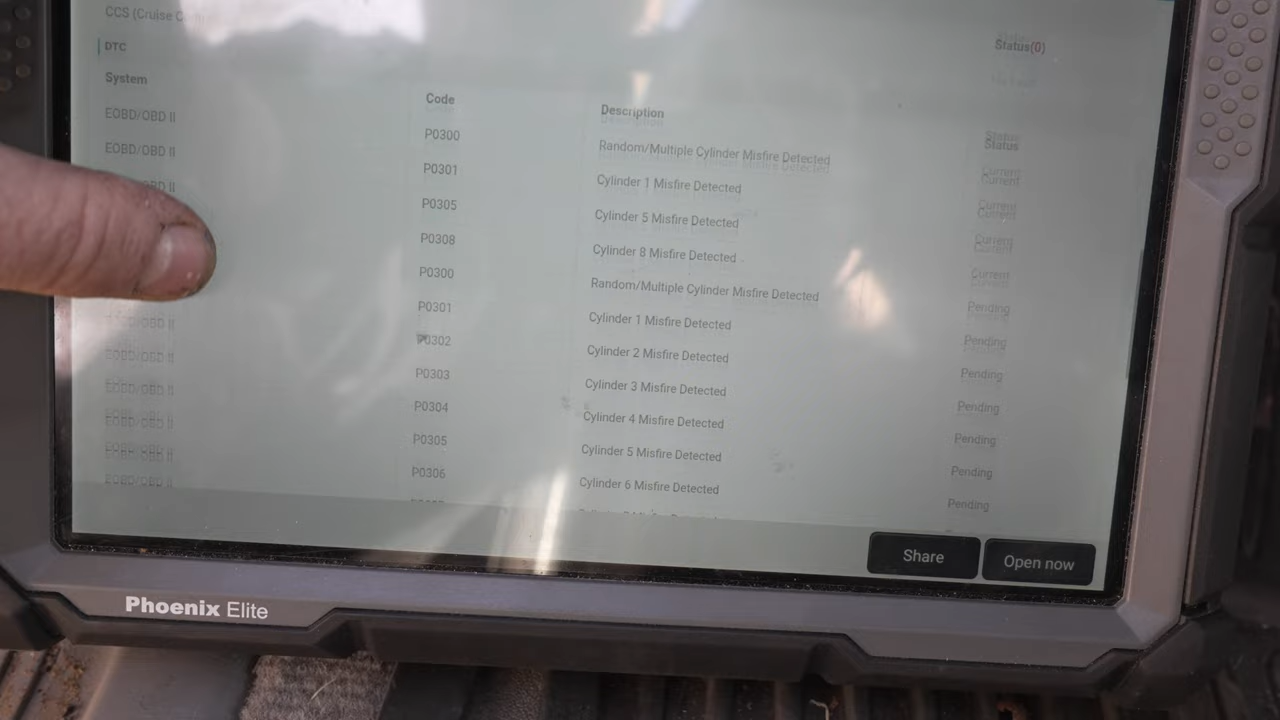 CCS (Cruise C
DTC Status(0)
System Code Description Status
EOBD/OBD II P0300 Random/Multiple Cylinder Misfire Detected Current
EOBD/OBD II P0301 Cylinder 1 Misfire Detected Current
P0305 Cylinder 5 Misfire Detected Current
P0308 Cylinder 8 Misfire Detected Current
P0300 Random/Multiple Cylinder Misfire Detected Pending
P0301 Cylinder 1 Misfire Detected Pending
P0302 Cylinder 2 Misfire Detected Pending
EOBD/OBD II P0303 Cylinder 3 Misfire Detected Pending
EOBD/OBD II P0304 Cylinder 4 Misfire Detected Pending
EOBD/OBD II P0305 Cylinder 5 Misfire Detected Pending
EOBD/OBD II P0306 Cylinder 6 Misfire Detected Pending
Share Open now
Phoenix Elite